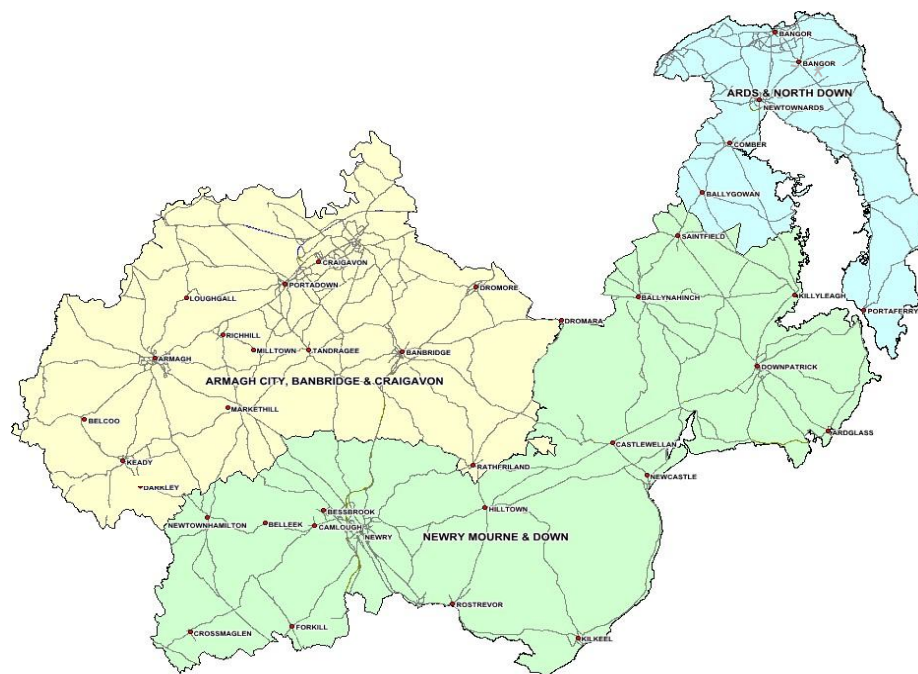 BANGOR
BANGOR
ARDS & NORTH DOWN
NEWTOWNARDS
COMBER
BALLYGOWAN
SAINTFIELD
CRAIGAVON
PORTADOWN
DROMORE
LOUGHGALL
BALLYNAHINCH
KILLYLEAGH
PORTAFERRY
DROMARA
RICHHILL
MILLTOWN
TANDRAGEE
BANBRIDGE
ARMAGH
DOWNPATRICK
ARMAGH CITY, BANBRIDGE & CRAIGAVON
MARKETHILL
BELCOO
ARDGLASS
CASTLEWELLAN
KEADY
RATHFRILAND
NEWCASTLE
DARKLEY
BESSBROOK
HILLTOWN
NEWTOWNHAMILTON
BELLEEK
CAMLOUGH
NEWRY
NEWRY MOURNE & DOWN
ROSTREVOR
FORKILL
CROSSMAGLEN
KILKEEL